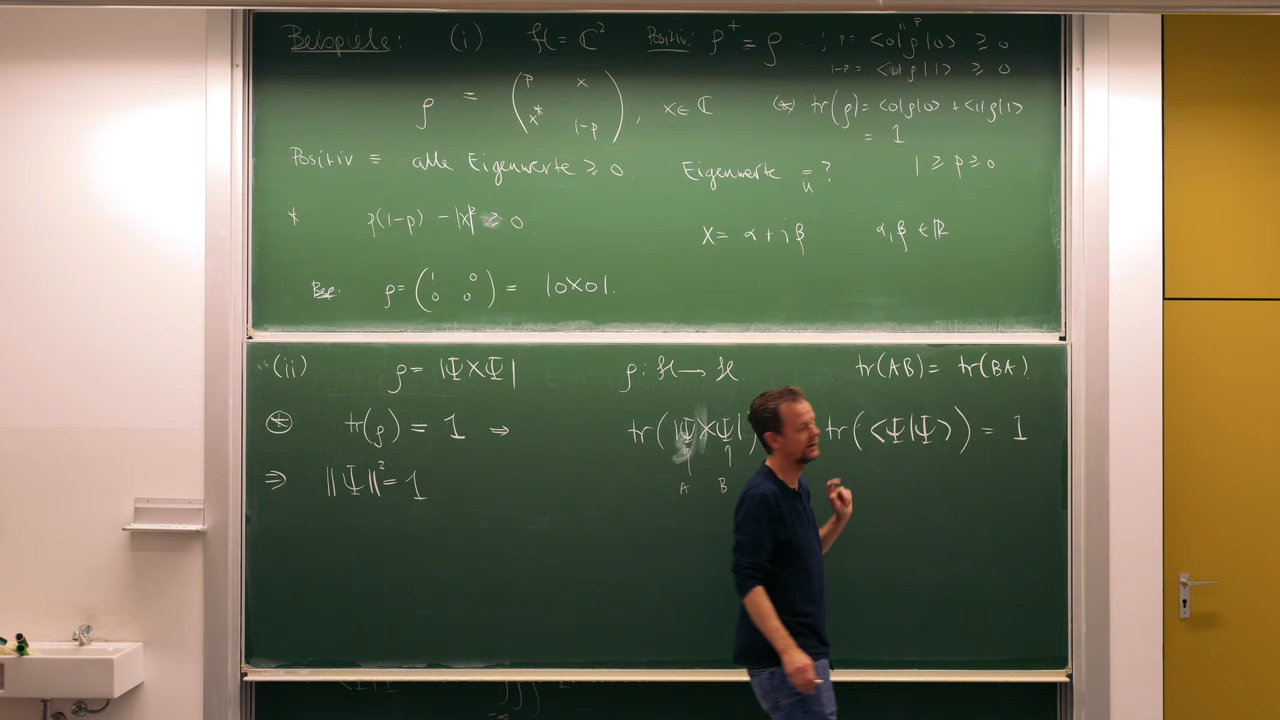 Beispiele: (i) ℋ = ℂ² Positiv: ρ⁺ = ρ ; p = <0|ρ|0> ≥ 0
1-p = <1|ρ|1> ≥ 0
ρ = ( p x ; x* 1-p ), x ∈ ℂ (*) tr(ρ) = <0|ρ|0> + <1|ρ|1>
= 1
Positiv ≡ alle Eigenwerte ≥ 0. Eigenwerte = ? 1 ≥ p ≥ 0
* p(1-p) - |x|² ≥ 0 X = α + iβ α, β ∈ ℝ
Bsp: ρ = ( 1 0 ; 0 0 ) = |0X0|.
(ii) ρ = |Ψ X Ψ| ρ: ℋ → ℋ tr(AB) = tr(BA)!
(*) tr(ρ) = 1 ⇒ tr(|Ψ X Ψ|) tr(<Ψ|Ψ>) = 1
↑ ↑
A B
⇒ ||Ψ||² = 1